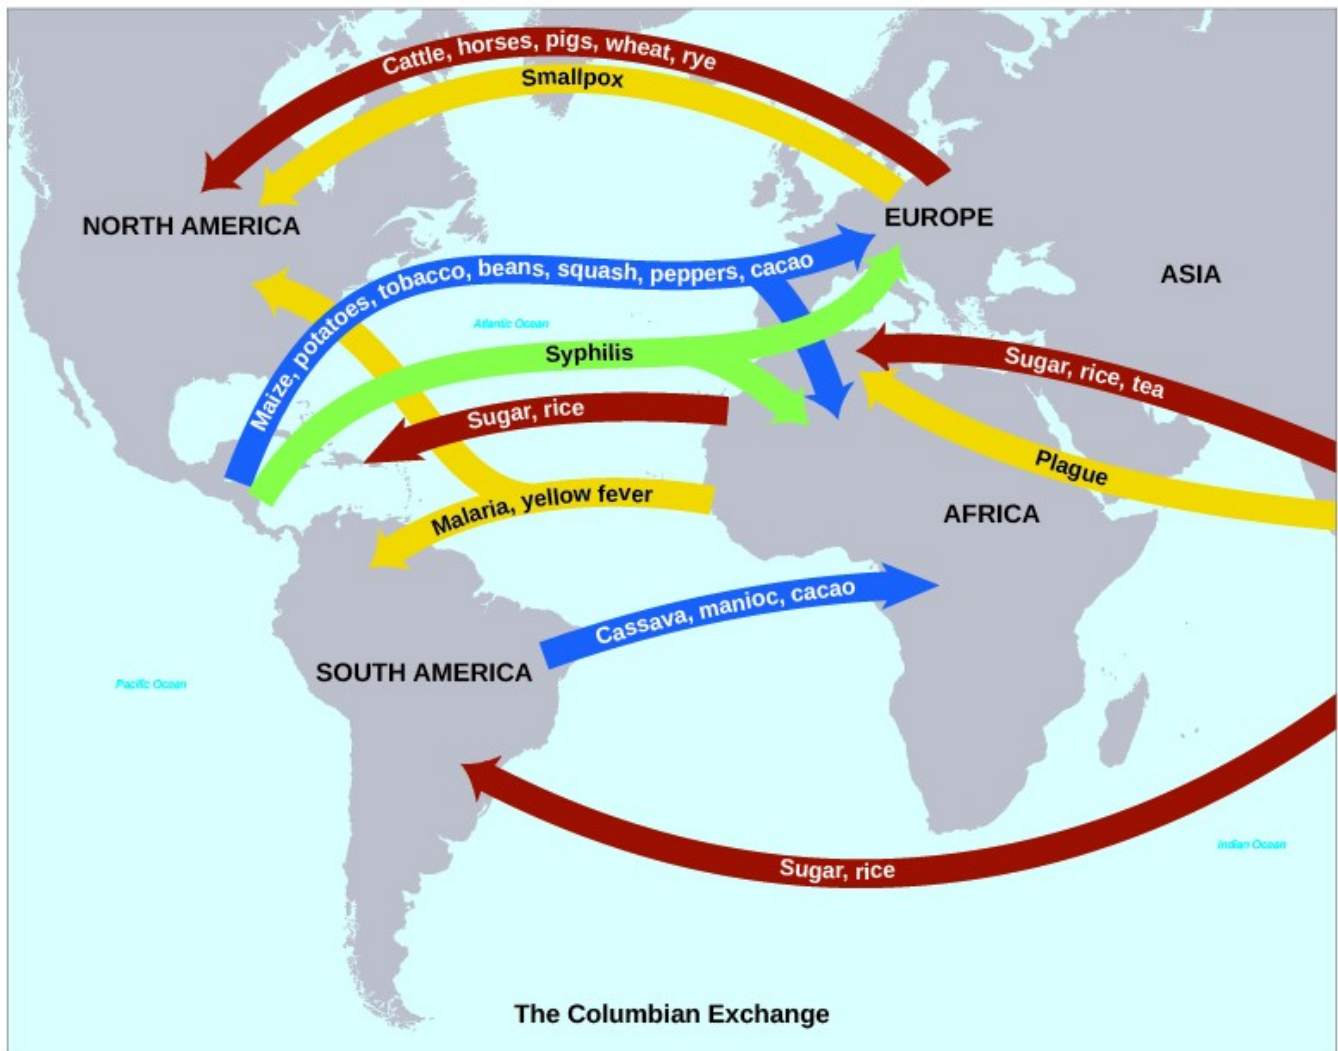 Cattle, horses, pigs, wheat, rye
Smallpox
NORTH AMERICA
EUROPE
ASIA
Maize, potatoes, tobacco, beans, squash, peppers, cacao
Atlantic Ocean
Syphilis
Sugar, rice, tea
Sugar, rice
Plague
Malaria, yellow fever
AFRICA
Cassava, manioc, cacao
SOUTH AMERICA
Pacific Ocean
Indian Ocean
Sugar, rice
The Columbian Exchange